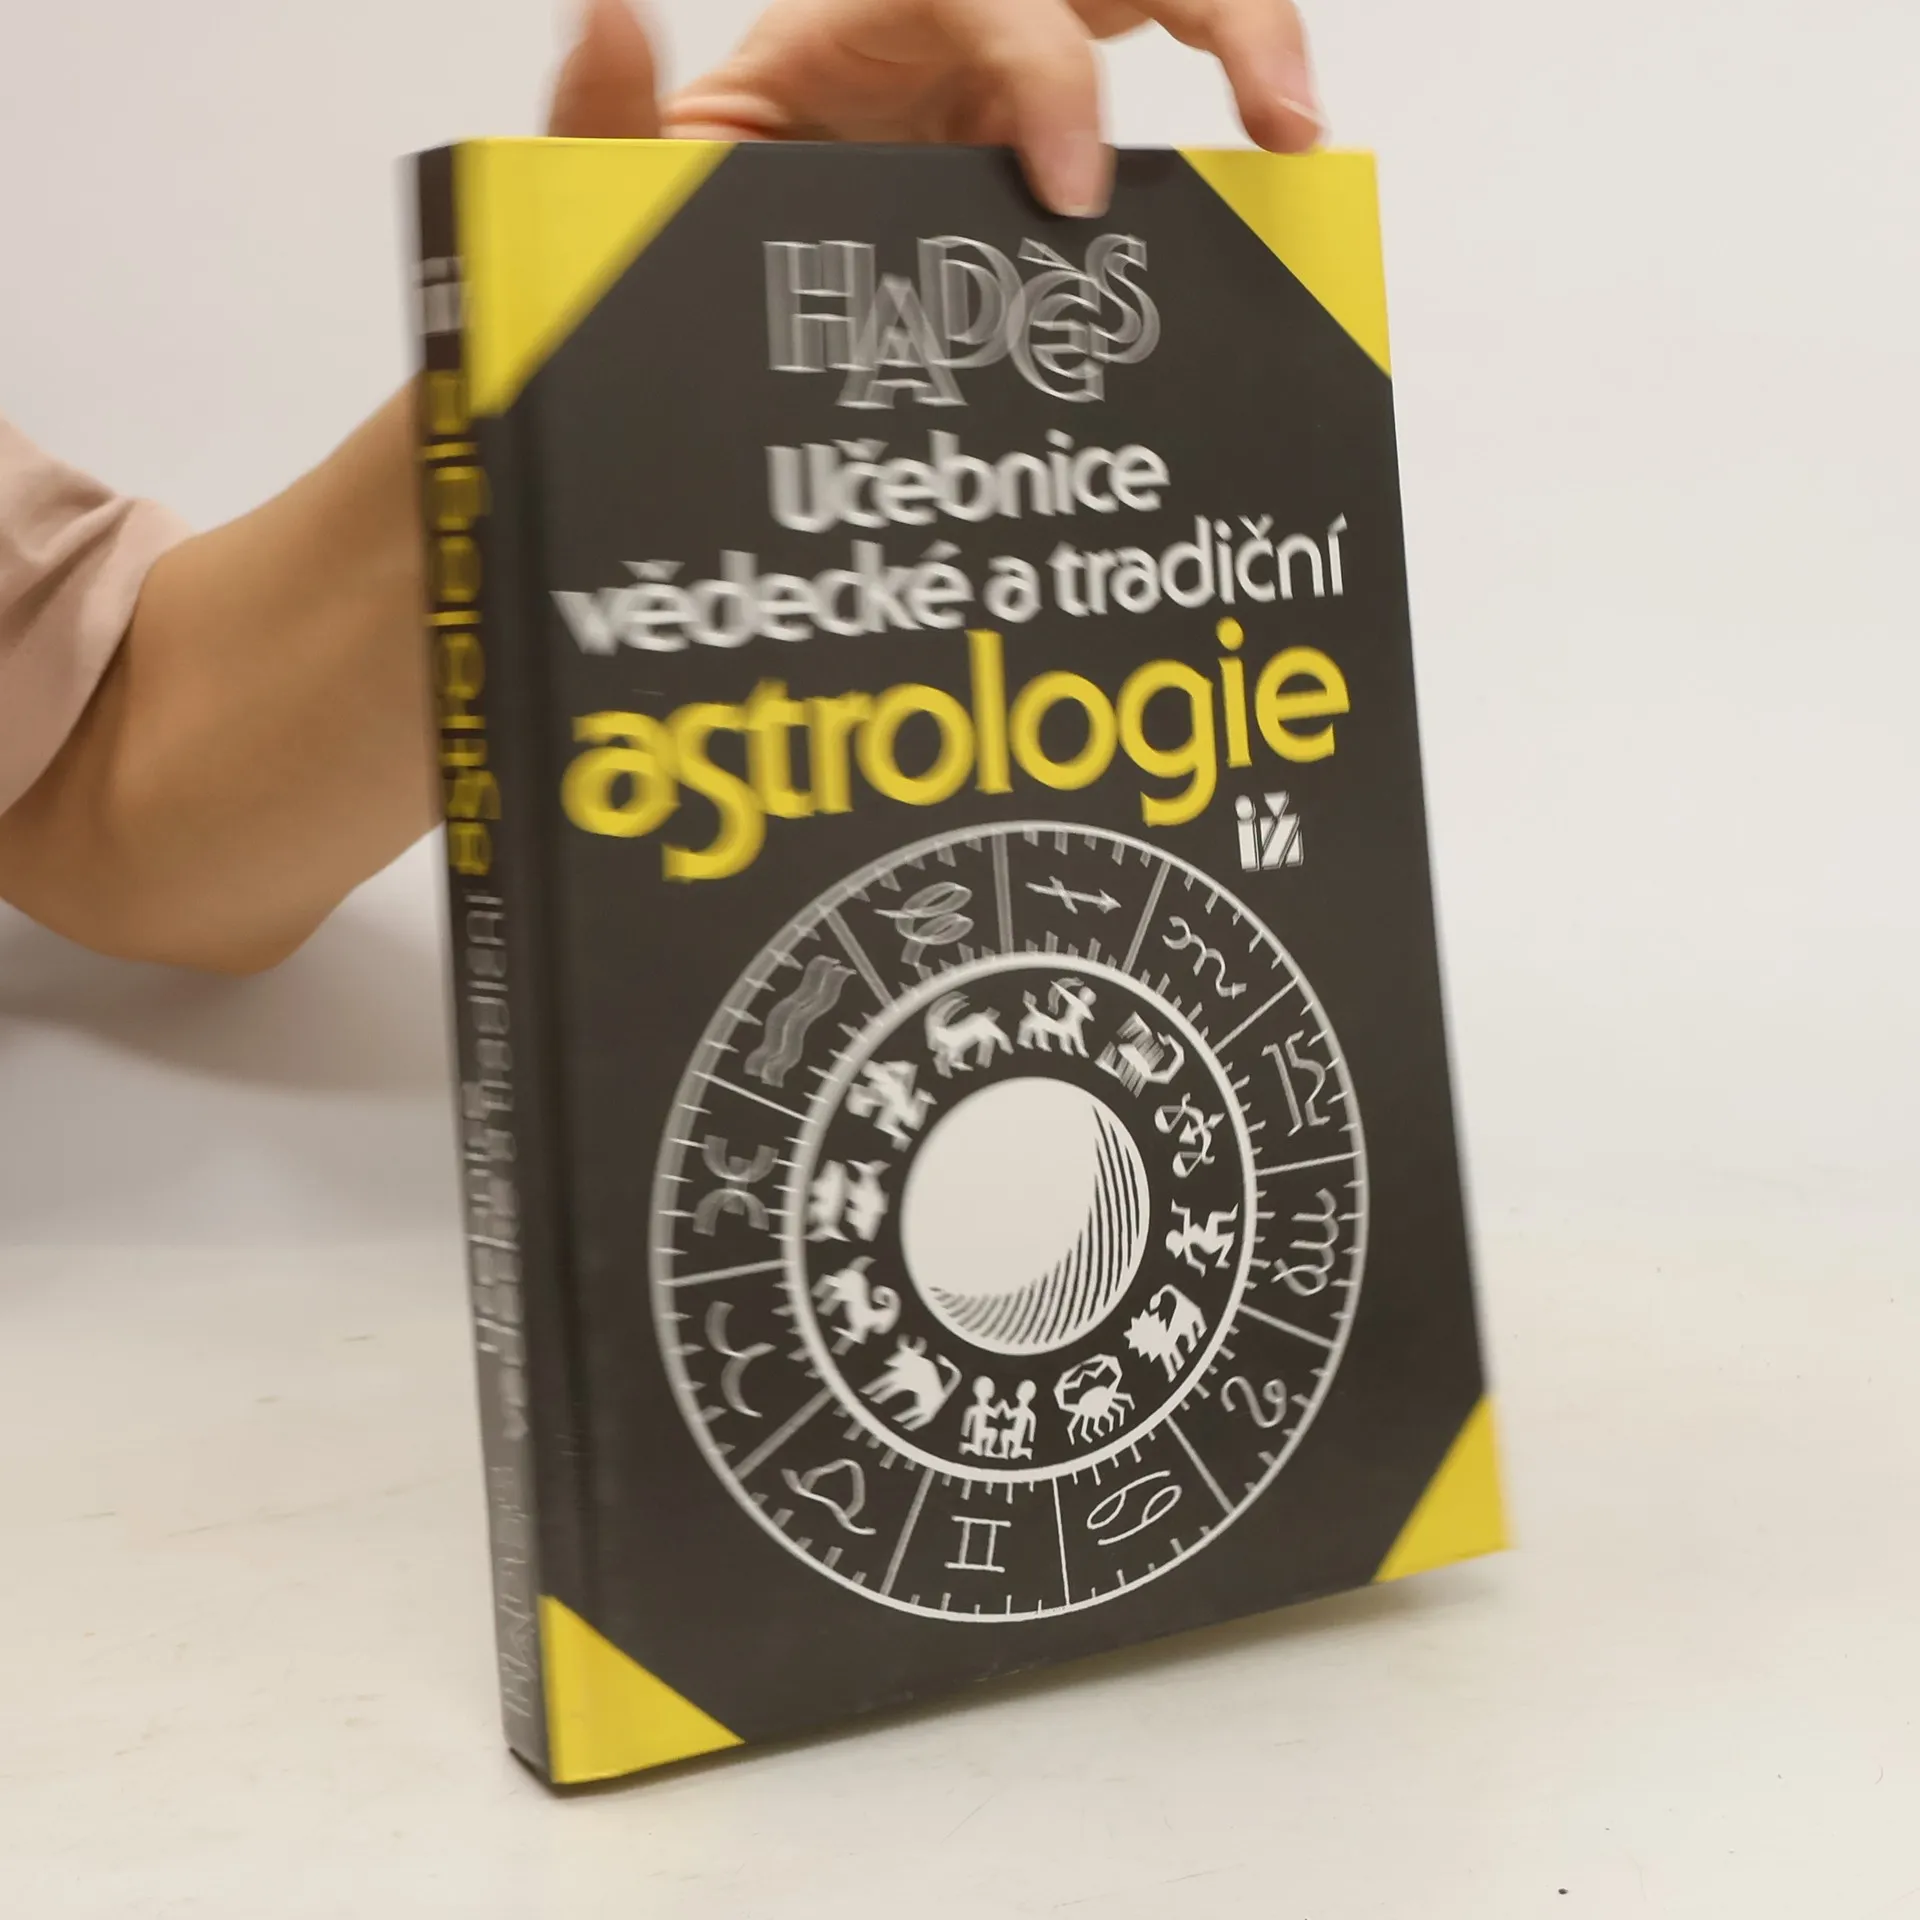 HADÈS
Učebnice
vědecké a tradiční
astrologie
iž